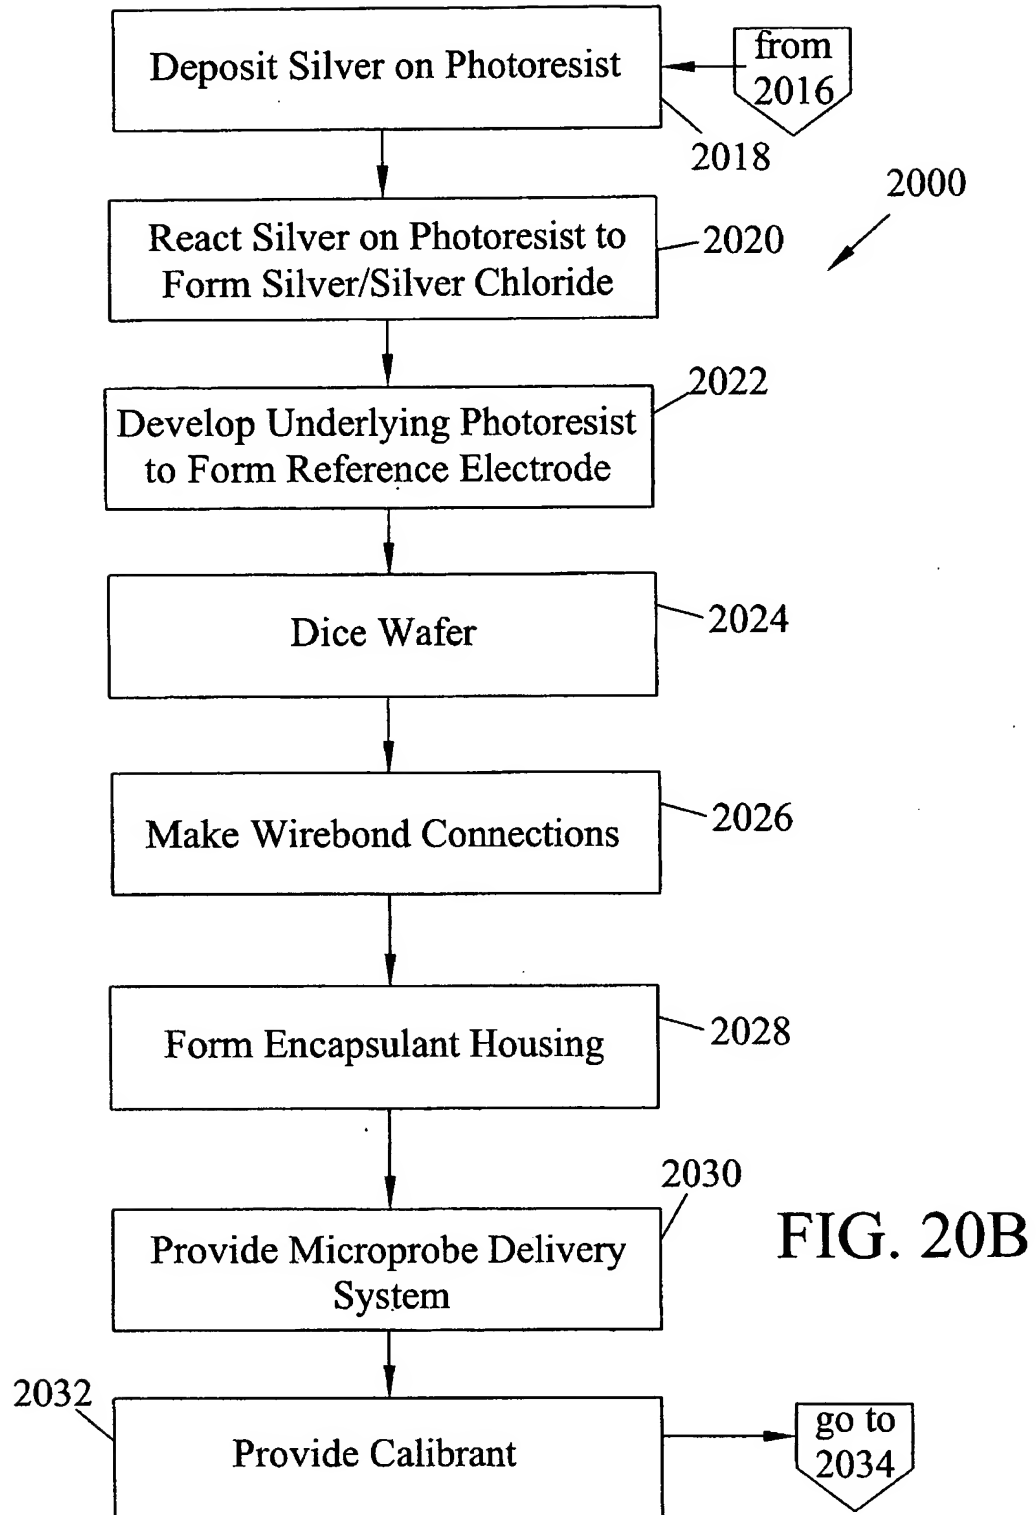 Deposit Silver on Photoresist
from
2016
2018
2000
React Silver on Photoresist to
Form Silver/Silver Chloride
2020
2022
Develop Underlying Photoresist
to Form Reference Electrode
Dice Wafer
2024
Make Wirebond Connections
2026
Form Encapsulant Housing
2028
2030
Provide Microprobe Delivery
System
FIG. 20B
2032
Provide Calibrant
go to
2034